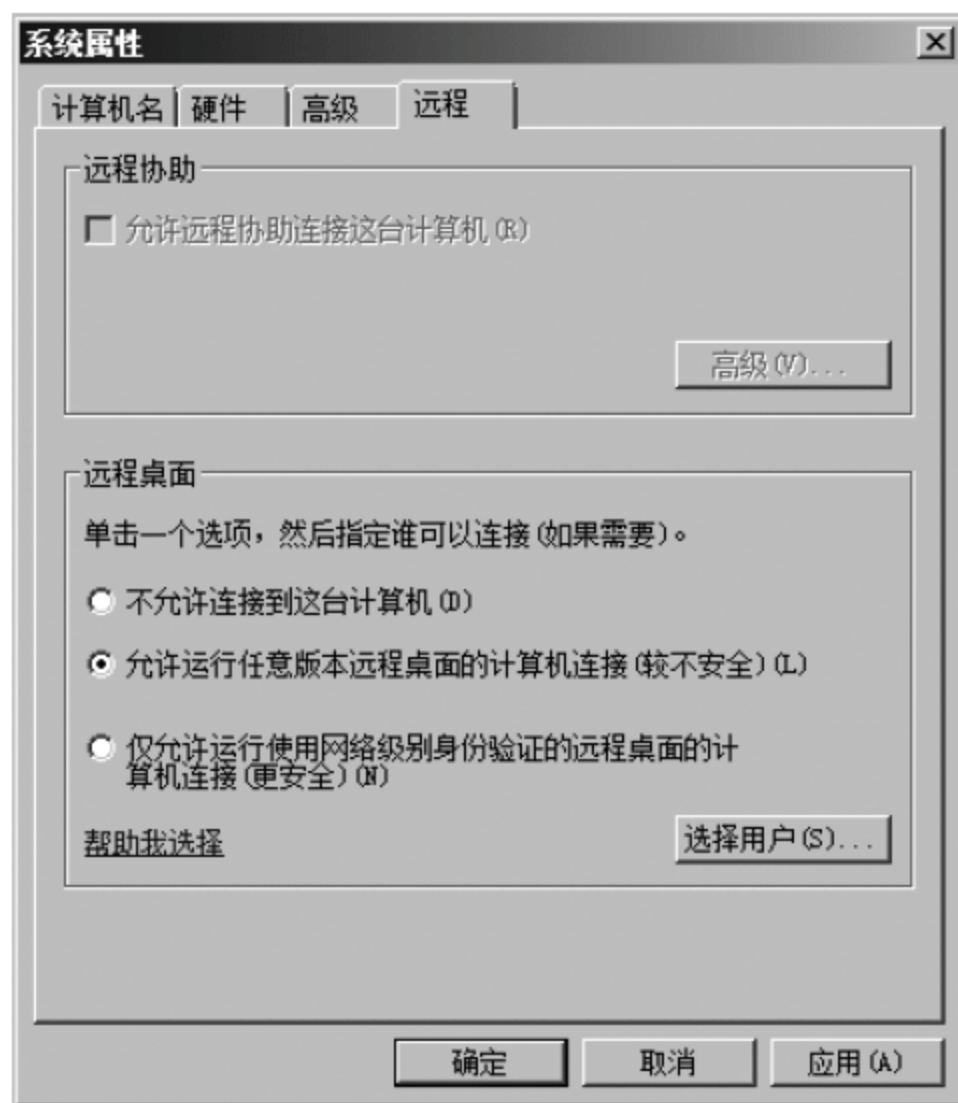 系统属性
计算机名 硬件 高级 远程
远程协助
允许远程协助连接这台计算机(R)
高级(V)...
远程桌面
单击一个选项，然后指定谁可以连接(如果需要)。
不允许连接到这台计算机(D)
允许运行任意版本远程桌面的计算机连接(较不安全)(L)
仅允许运行使用网络级别身份验证的远程桌面的计
算机连接(更安全)(N)
帮助我选择 选择用户(S)...
确定 取消 应用(A)